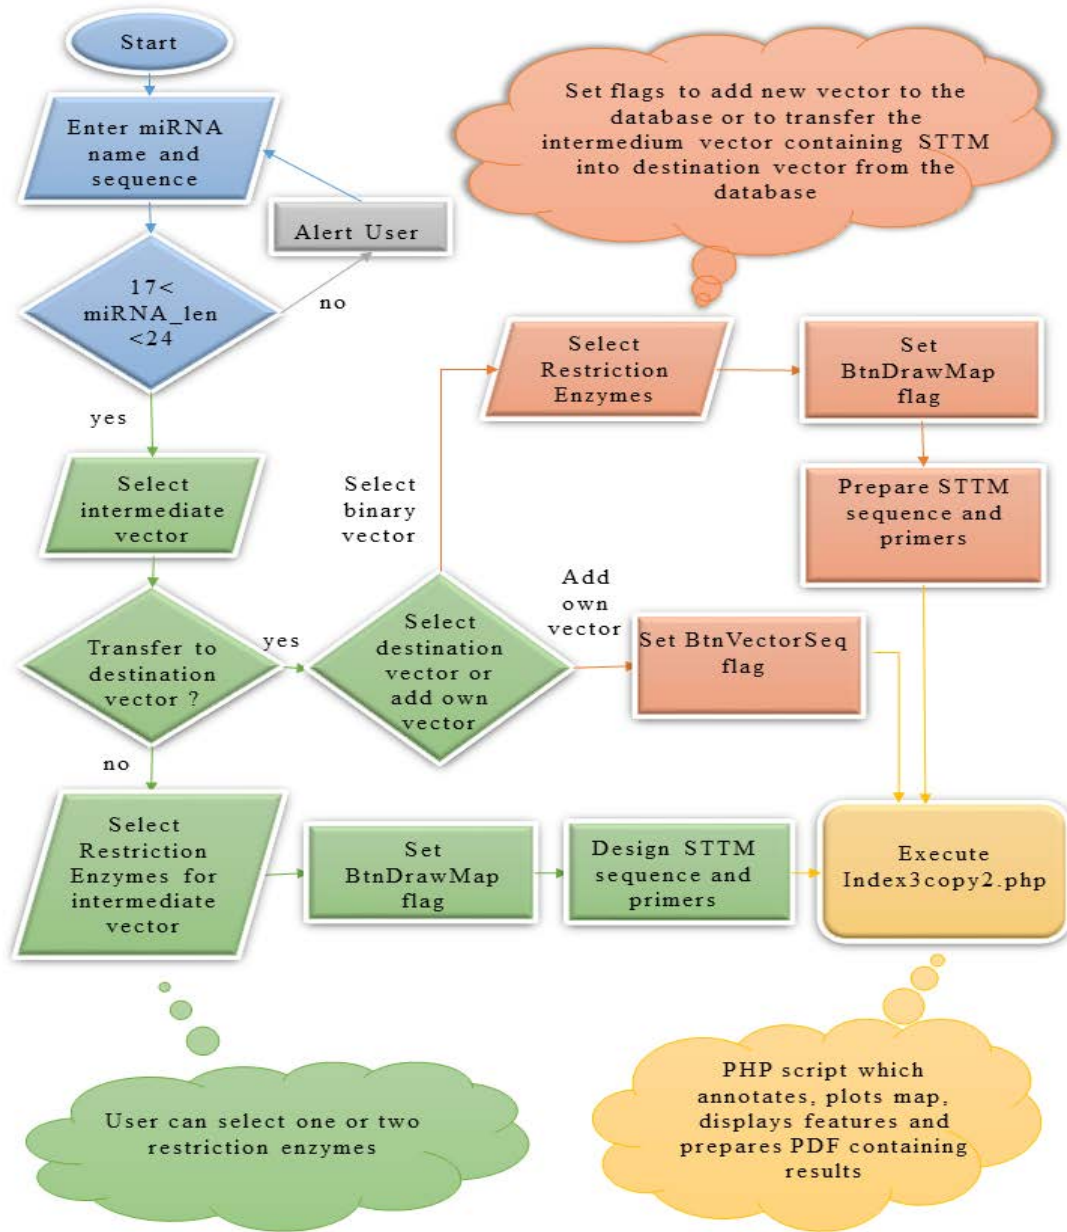 Start
Enter miRNA
name and
sequence
Alert User
17<
miRNA_len
<24
no
yes
Set flags to add new vector to the
database or to transfer the
intermedium vector containing STTM
into destination vector from the
database
Select
Restriction
Enzymes
Set
BtnDrawMap
flag
Select
intermediate
vector
Select
binary
vector
Prepare STTM
sequence and
primers
Transfer to
destination
vector ?
yes
Select
destination
vector or
add own
vector
Add
own
vector
Set BtnVectorSeq
flag
no
Select
Restriction
Enzymes for
intermediate
vector
Set
BtnDrawMap
flag
Design STTM
sequence and
primers
Execute
Index3copy2.php
User can select one or two
restriction enzymes
PHP script which
annotates, plots map,
displays features and
prepares PDF containing
results